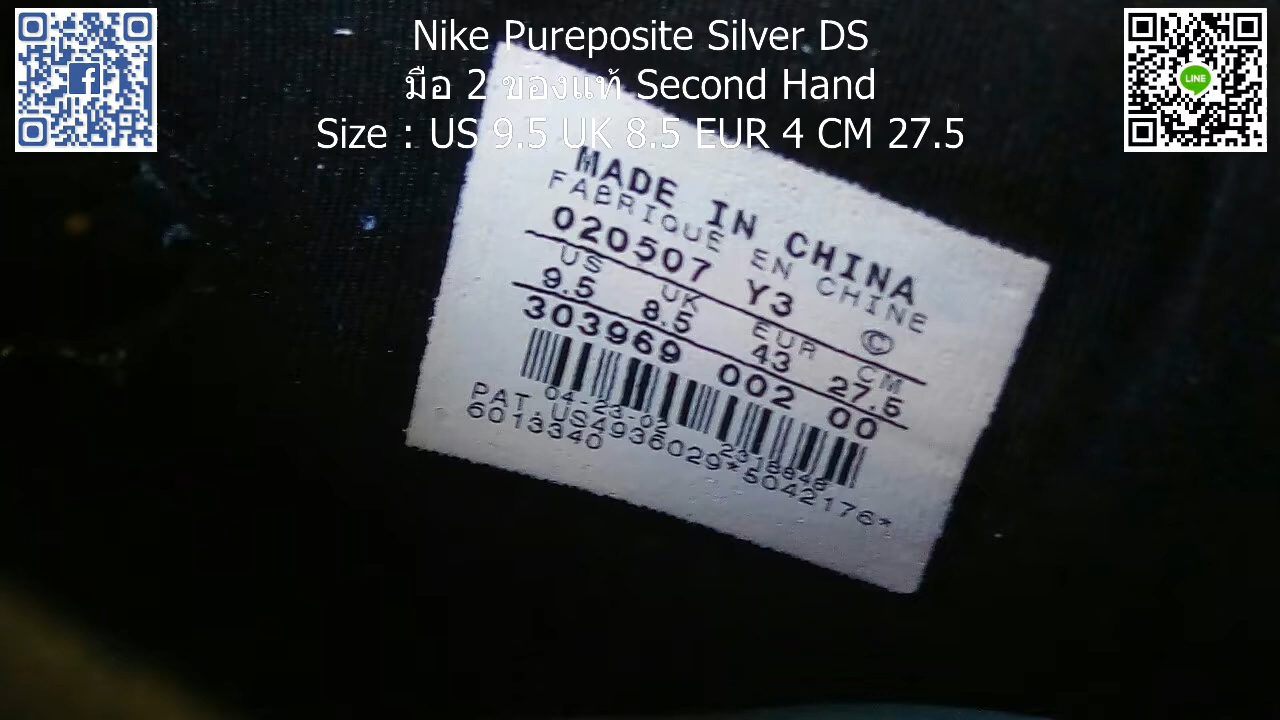 Nike Pureposite Silver DS
มือ 2 ของแท้ Second Hand
Size : US 9.5 UK 8.5 EUR 4 CM 27.5
MADE IN CHINA
FABRIQUE EN CHINE
020507 Y3 ©
US UK EUR CM
9.5 8.5 43 27.5
303969 002 00
04-23-02 2318848
PAT.US4936029*5042176*
6013340
LINE